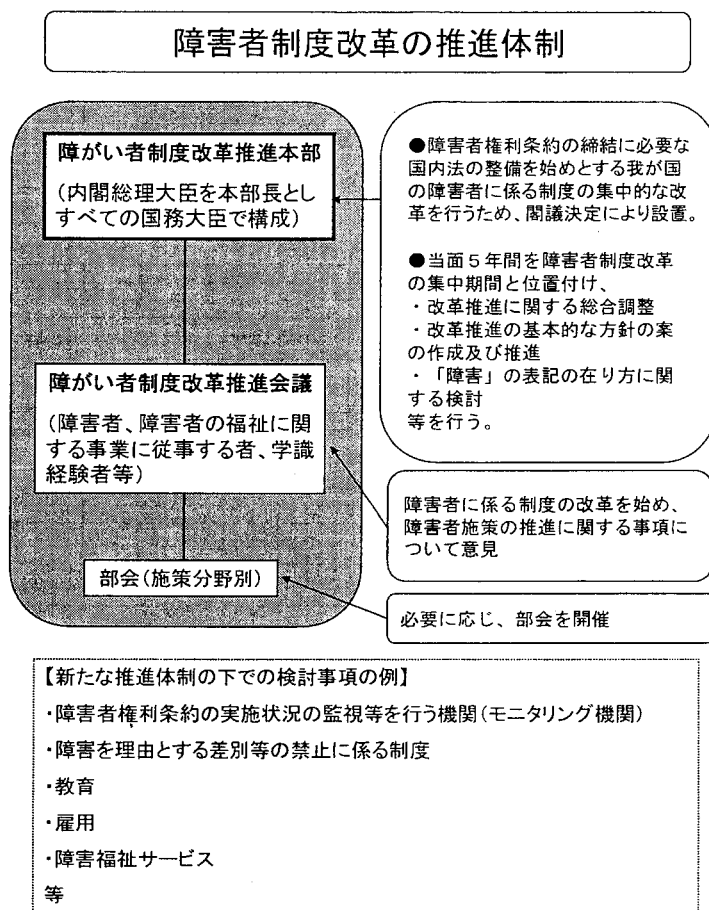 障害者制度改革の推進体制
障がい者制度改革推進本部
(内閣総理大臣を本部長とし
すべての国務大臣で構成)
●障害者権利条約の締結に必要な
国内法の整備を始めとする我が国
の障害者に係る制度の集中的な改
革を行うため、閣議決定により設置。
●当面5年間を障害者制度改革
の集中期間と位置付け、
・改革推進に関する総合調整
・改革推進の基本的な方針の案
の作成及び推進
・「障害」の表記の在り方に関
する検討
等を行う。
障がい者制度改革推進会議
(障害者、障害者の福祉に関
する事業に従事する者、学識
経験者等)
障害者に係る制度の改革を始め、
障害者施策の推進に関する事項に
ついて意見
部会(施策分野別)
必要に応じ、部会を開催
【新たな推進体制の下での検討事項の例】
・障害者権利条約の実施状況の監視等を行う機関(モニタリング機関)
・障害を理由とする差別等の禁止に係る制度
・教育
・雇用
・障害福祉サービス
等